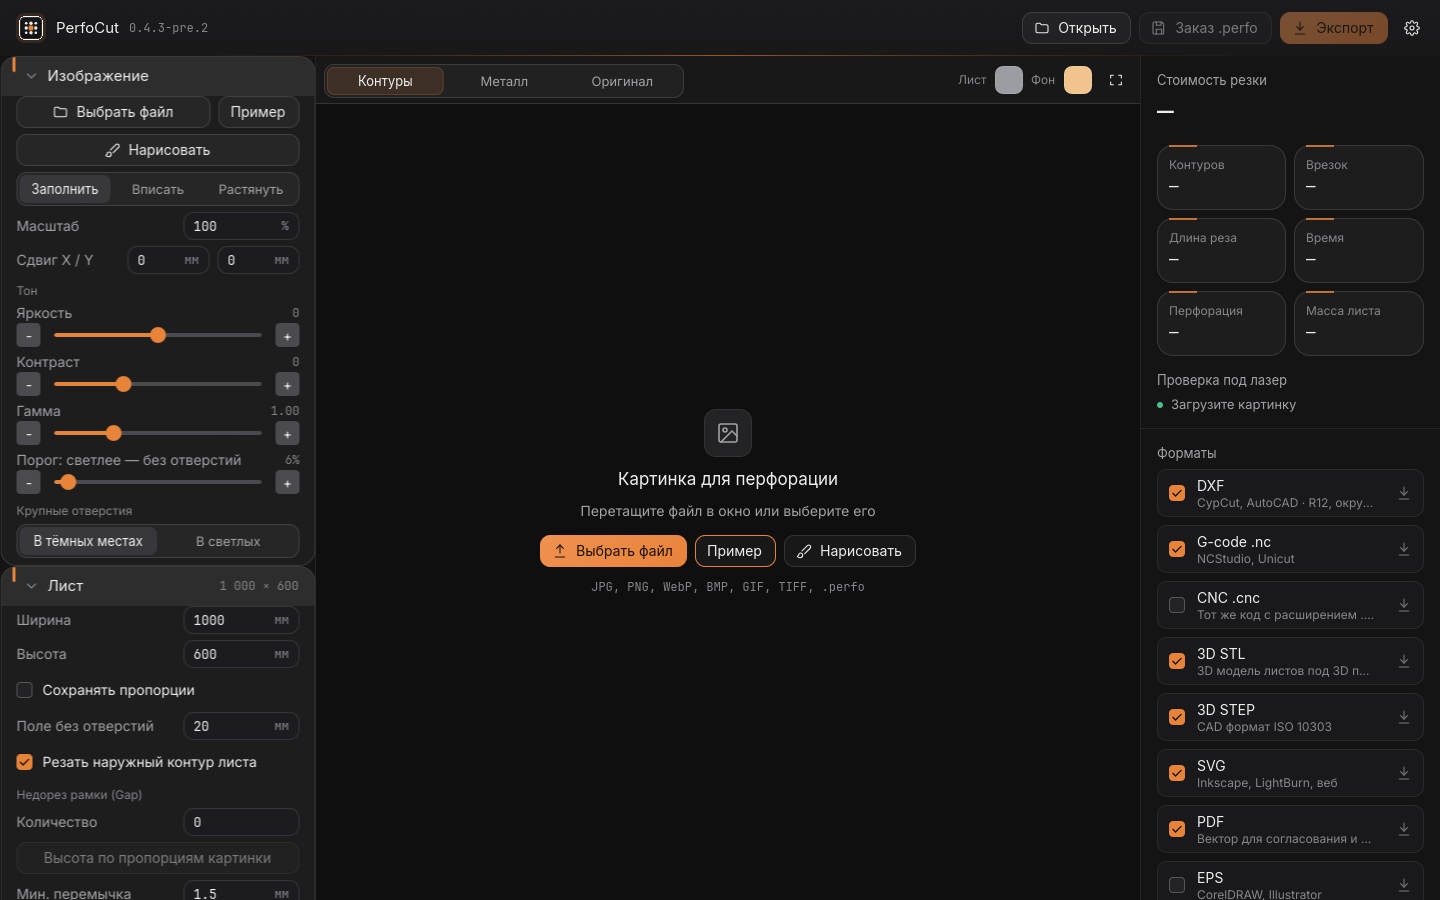 PerfoCut 0.4.3-pre.2
Открыть
Заказ .perfo
Экспорт
Изображение
Выбрать файл
Пример
Нарисовать
Заполнить
Вписать
Растянуть
Масштаб 100 %
Сдвиг X / Y 0 мм 0 мм
Тон
Яркость 0
- +
Контраст 0
- +
Гамма 1.00
- +
Порог: светлее — без отверстий 6%
- +
Крупные отверстия
В тёмных местах
В светлых
Лист 1 000 × 600
Ширина 1000 мм
Высота 600 мм
Сохранять пропорции
Поле без отверстий 20 мм
Резать наружный контур листа
Недорез рамки (Gap)
Количество 0
Высота по пропорциям картинки
Мин. перемычка 1.5 мм
Контуры
Металл
Оригинал
Лист
Фон
Картинка для перфорации
Перетащите файл в окно или выберите его
Выбрать файл
Пример
Нарисовать
JPG, PNG, WebP, BMP, GIF, TIFF, .perfo
Стоимость резки
—
Контуров
—
Врезок
—
Длина реза
—
Время
—
Перфорация
—
Масса листа
—
Проверка под лазер
Загрузите картинку
Форматы
DXF
CypCut, AutoCAD · R12, окру...
G-code .nc
NCStudio, Unicut
CNC .cnc
Тот же код с расширением ....
3D STL
3D модель листов под 3D п...
3D STEP
CAD формат ISO 10303
SVG
Inkscape, LightBurn, веб
PDF
Вектор для согласования и ...
EPS
CorelDRAW, Illustrator